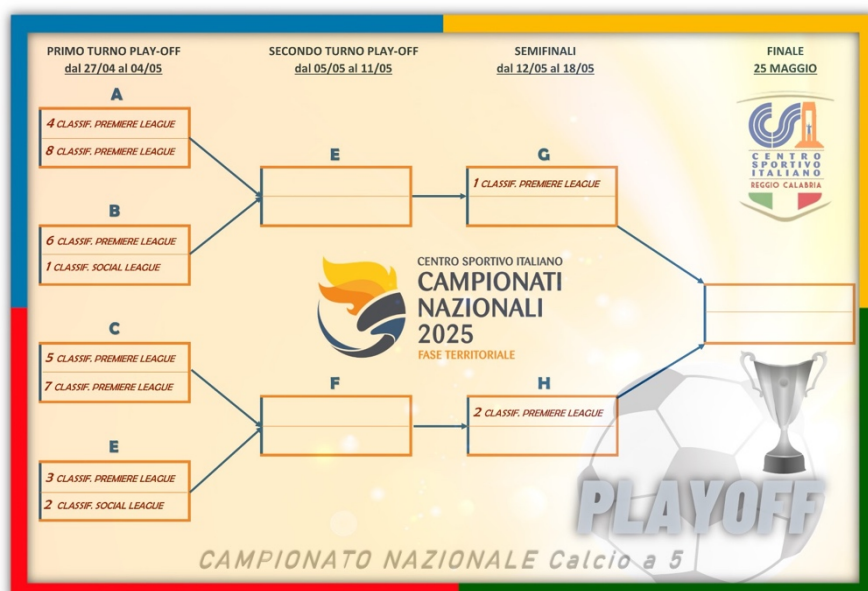 PRIMO TURNO PLAY-OFF
dal 27/04 al 04/05
SECONDO TURNO PLAY-OFF
dal 05/05 al 11/05
SEMIFINALI
dal 12/05 al 18/05
FINALE
25 MAGGIO
A
4 CLASSIF. PREMIERE LEAGUE
8 CLASSIF. PREMIERE LEAGUE
B
6 CLASSIF. PREMIERE LEAGUE
1 CLASSIF. SOCIAL LEAGUE
C
5 CLASSIF. PREMIERE LEAGUE
7 CLASSIF. PREMIERE LEAGUE
E
3 CLASSIF. PREMIERE LEAGUE
2 CLASSIF. SOCIAL LEAGUE
E
F
G
1 CLASSIF. PREMIERE LEAGUE
H
2 CLASSIF. PREMIERE LEAGUE
CSI
CENTRO
SPORTIVO
ITALIANO
REGGIO CALABRIA
CENTRO SPORTIVO ITALIANO
CAMPIONATI
NAZIONALI
2025
FASE TERRITORIALE
PLAYOFF
CAMPIONATO NAZIONALE Calcio a 5